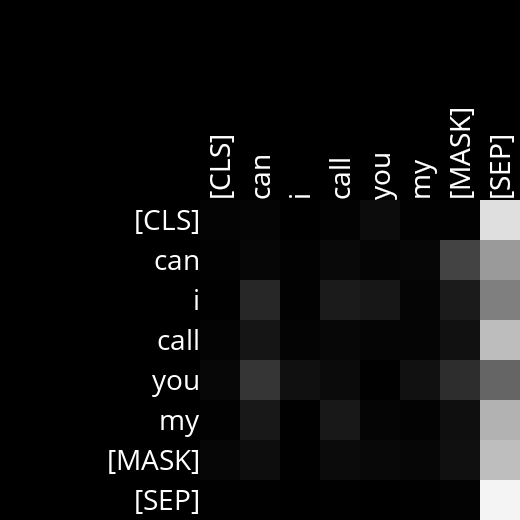 [CLS] can i call you my [MASK] [SEP]
[CLS]
can
i
call
you
my
[MASK]
[SEP]